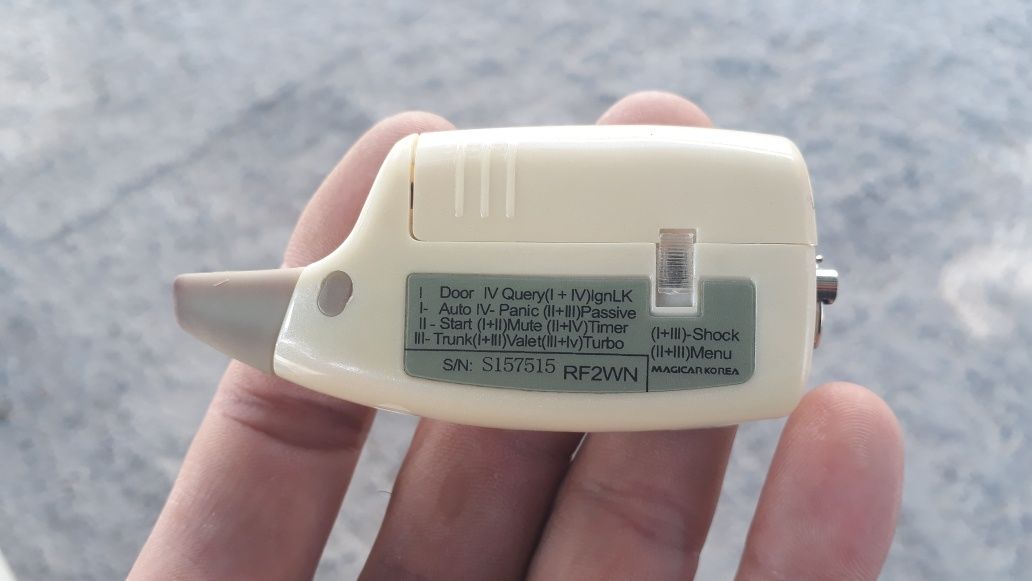 I Door IV Query(I + IV)IgnLK
I- Auto IV- Panic (II+III)Passive
II - Start (I+II)Mute (II+IV)Timer
III- Trunk(I+III)Valet(III+Iv)Turbo
(I+III)-Shock
(II+III)Menu
S/N: S157515 RF2WN
MAGICAR KOREA